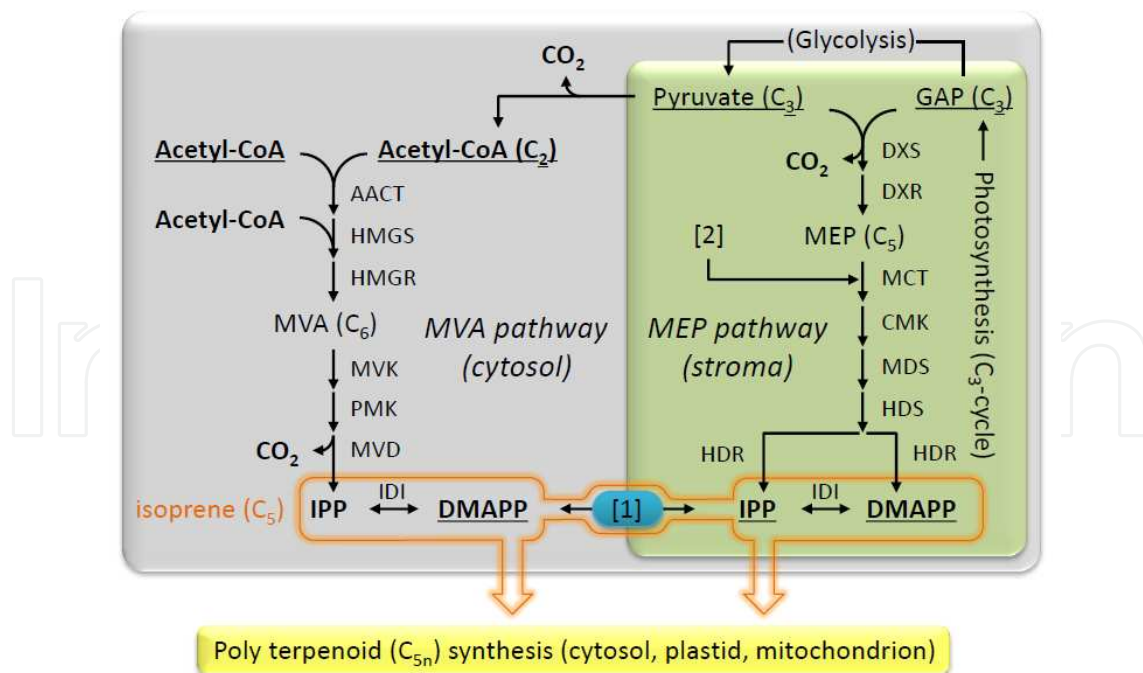 (Glycolysis)
CO₂
Pyruvate (C₃)
GAP (C₃)
Acetyl-CoA
Acetyl-CoA (C₂)
CO₂
DXS
AACT
DXR
Photosynthesis (C₃-cycle)
Acetyl-CoA
HMGS
[2]
MEP (C₅)
HMGR
MCT
MVA (C₆)
MVA pathway
(cytosol)
MEP pathway
(stroma)
CMK
MVK
MDS
PMK
HDS
CO₂
MVD
HDR
HDR
isoprene (C₅)
IPP
IDI
DMAPP
[1]
IPP
IDI
DMAPP
Poly terpenoid (C₅ₙ) synthesis (cytosol, plastid, mitochondrion)